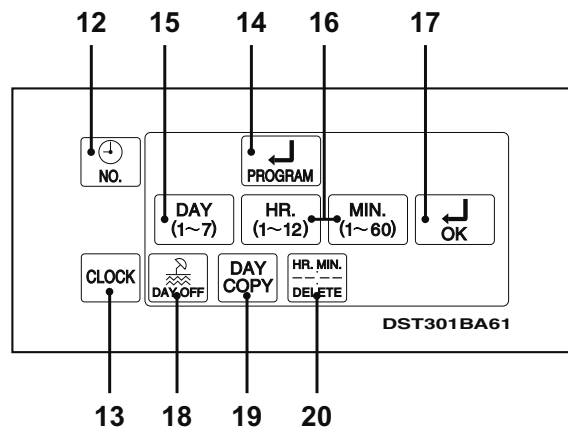 12 15 14 16 17
NO.
PROGRAM
DAY
(1~7)
HR.
(1~12)
MIN.
(1~60)
OK
CLOCK
DAY OFF
DAY
COPY
HR. MIN.
DELETE
DST301BA61
13 18 19 20